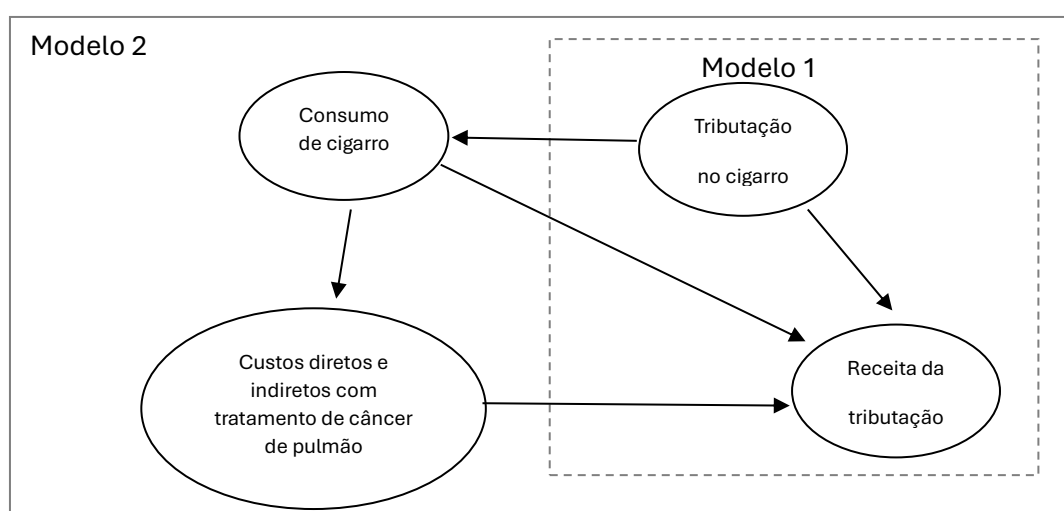 Modelo 2
Modelo 1
Consumo
de cigarro
Tributação
no cigarro
Custos diretos e
indiretos com
tratamento de câncer
de pulmão
Receita da
tributação